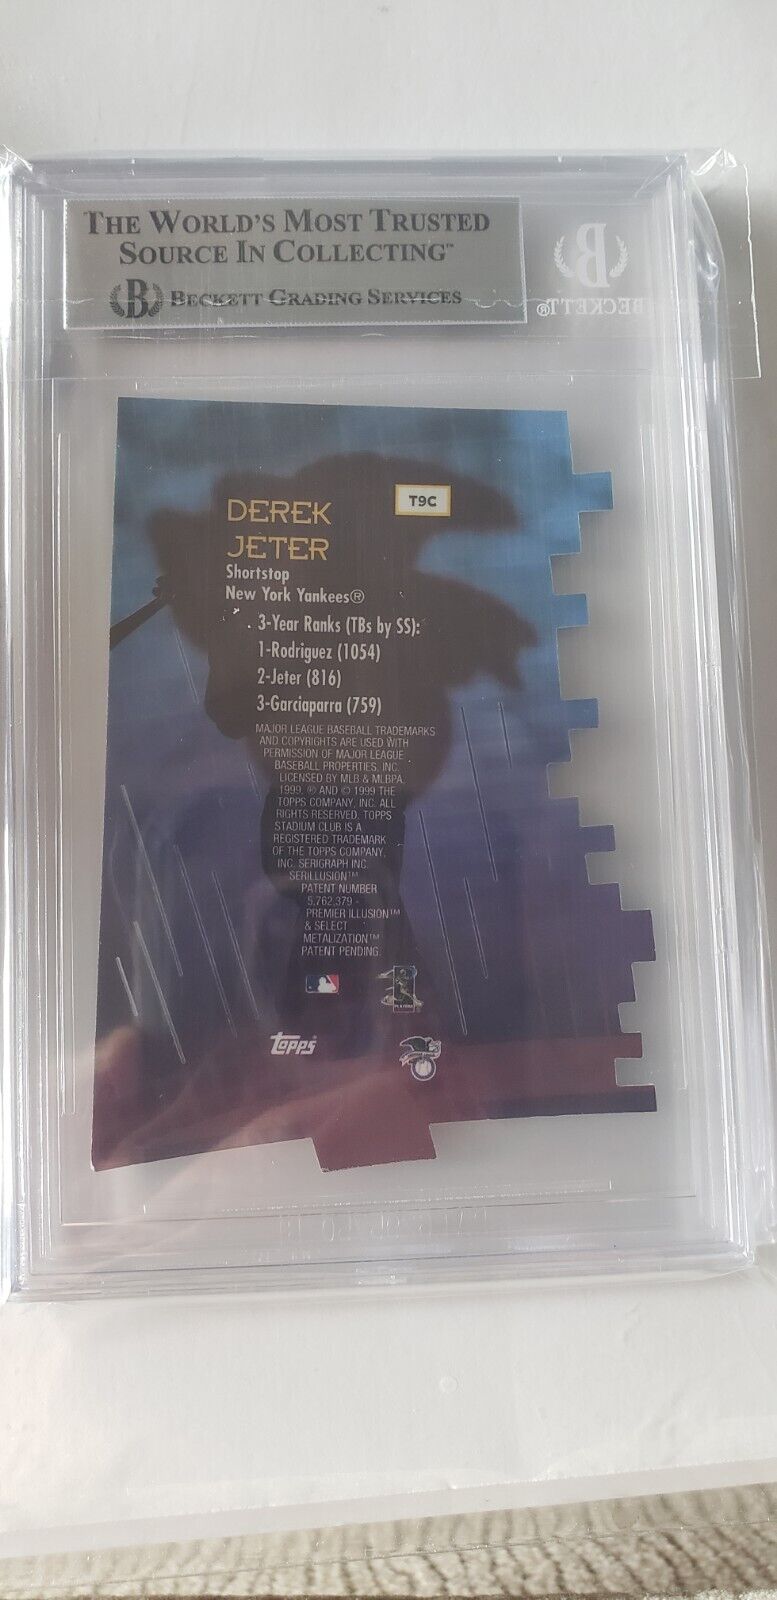 THE WORLD'S MOST TRUSTED
SOURCE IN COLLECTING™
B BECKETT GRADING SERVICES
B
BECKETT®
T9C
DEREK
JETER
Shortstop
New York Yankees®
3-Year Ranks (TBs by SS):
1-Rodriguez (1054)
2-Jeter (816)
3-Garciaparra (759)
MAJOR LEAGUE BASEBALL TRADEMARKS
AND COPYRIGHTS ARE USED WITH
PERMISSION OF MAJOR LEAGUE
BASEBALL PROPERTIES, INC.
LICENSED BY MLB & MLBPA
1999. ® AND © 1999 THE
TOPPS COMPANY, INC. ALL
RIGHTS RESERVED. TOPPS
STADIUM CLUB IS A
REGISTERED TRADEMARK
OF THE TOPPS COMPANY,
INC. SERIGRAPH INC.
SERILLUSION™
PATENT NUMBER
5,762,379 -
PREMIER ILLUSION™
& SELECT
METALIZATION™
PATENT PENDING.
TOPPS